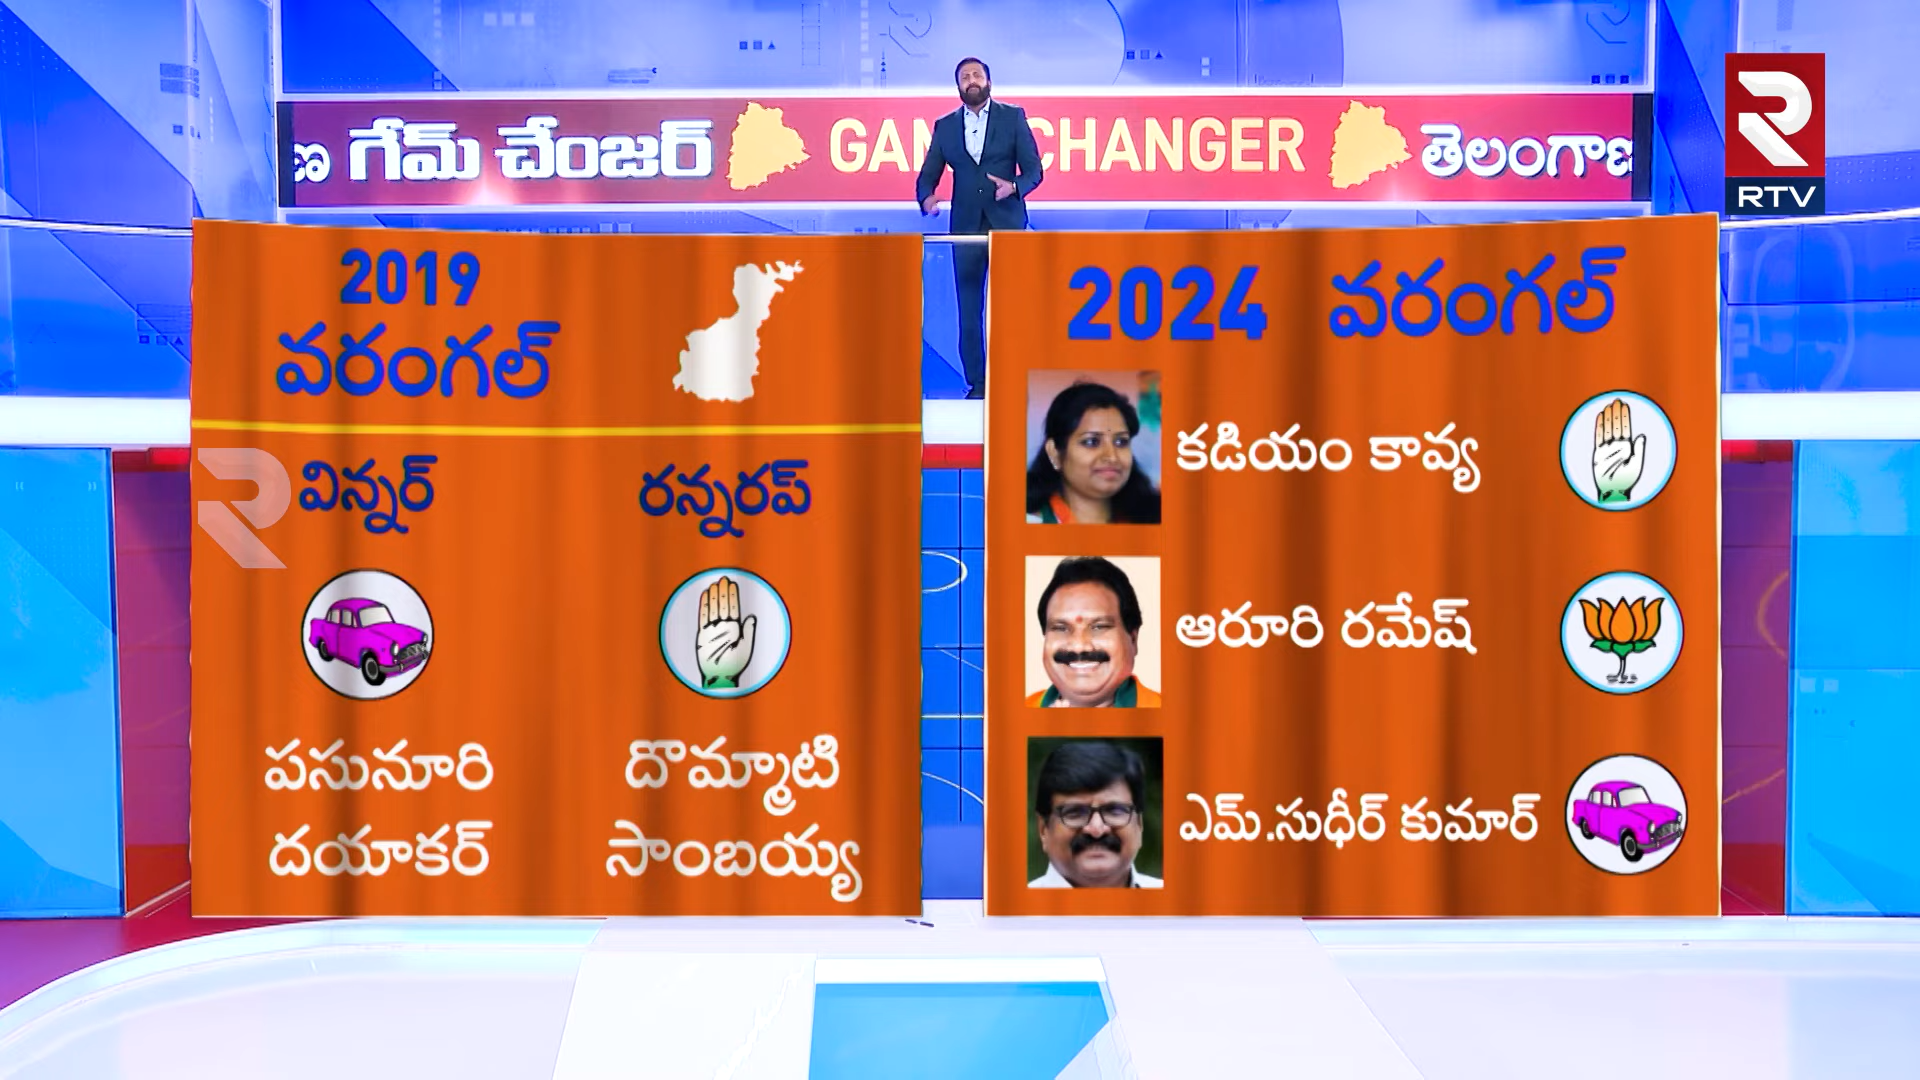 ణ గేమ్ చేంజర్ GAM CHANGER తెలంగాణ
RTV
2019
వరంగల్
విన్నర్ రన్నరప్
పసునూరి
దయాకర్
దొమ్మాటి
సాంబయ్య
2024 వరంగల్
కడియం కావ్య
ఆరూరి రమేష్
ఎమ్.సుధీర్ కుమార్